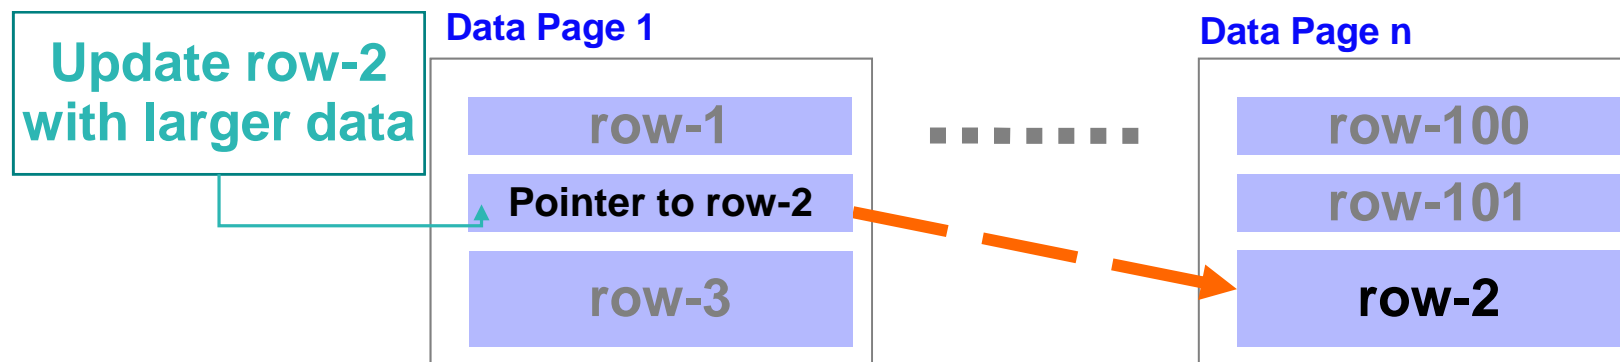 Update row-2
with larger data
Data Page 1
row-1
Pointer to row-2
row-3
Data Page n
row-100
row-101
row-2